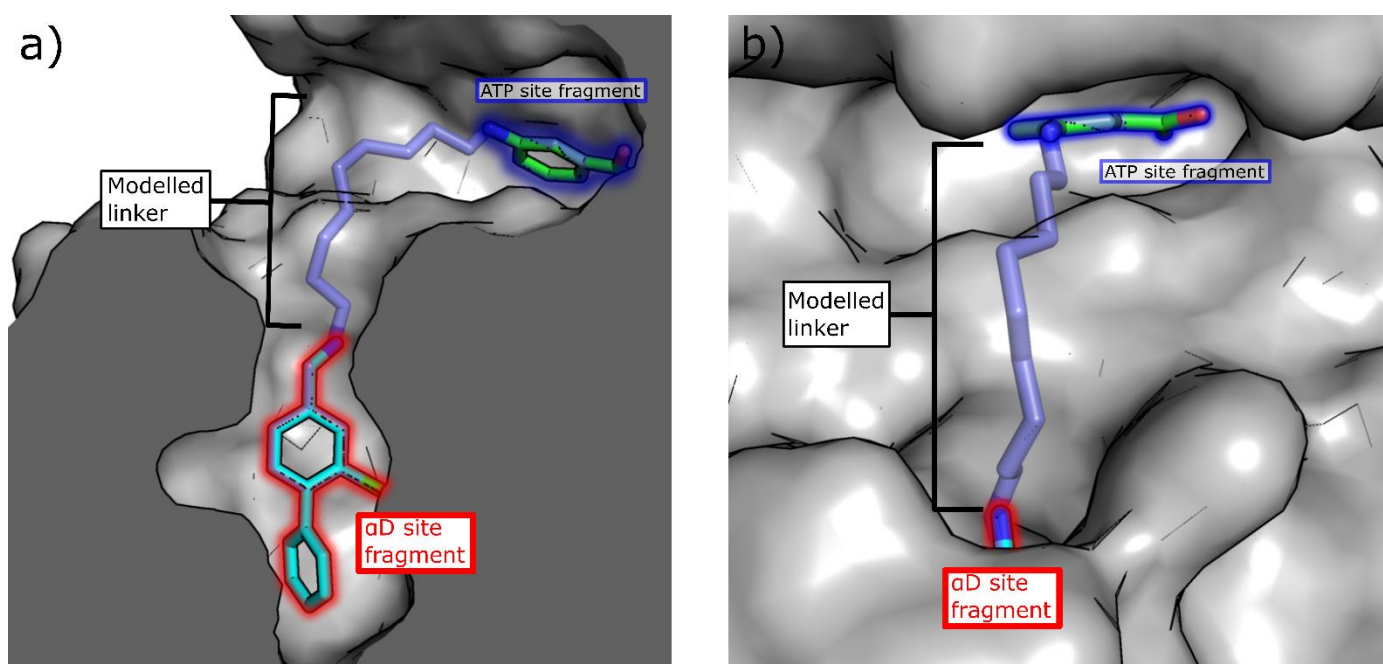 a)
ATP site fragment
Modelled
linker
αD site
fragment
b)
ATP site fragment
Modelled
linker
αD site
fragment